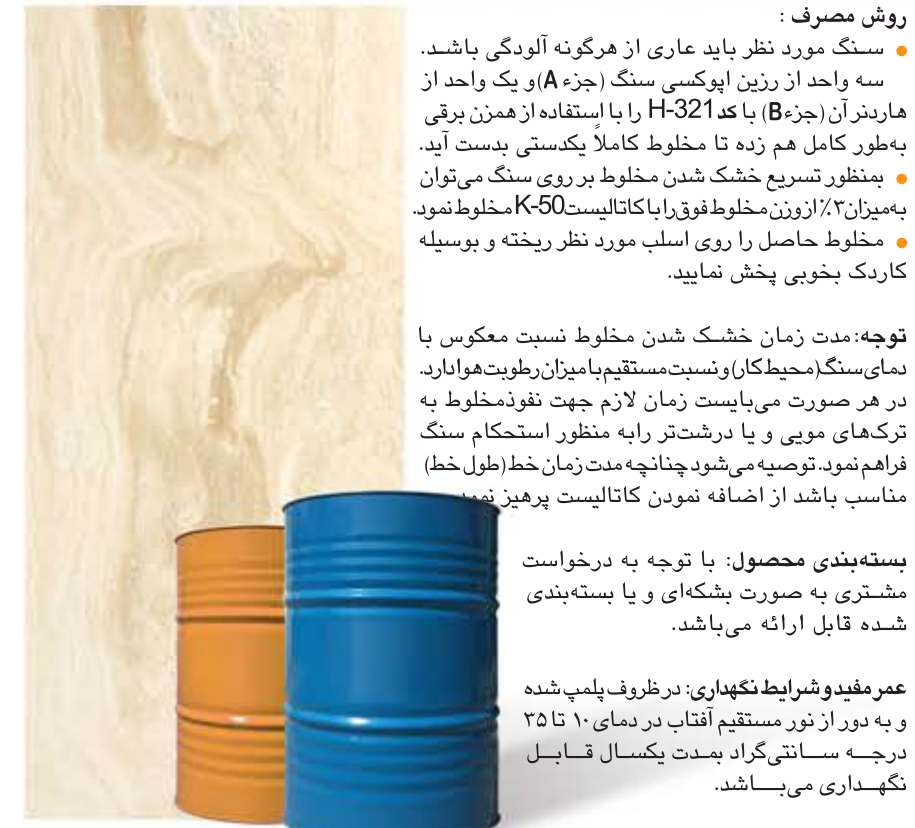 روش مصرف :
● سنگ مورد نظر باید عاری از هرگونه آلودگی باشد.
سه واحد از رزین اپوکسی سنگ (جزء A) و یک واحد از
هاردنر آن (جزء B) با کد H-321 را با استفاده از همزن برقی
به‌طور کامل هم زده تا مخلوط کاملاً یکدستی بدست آید.
● بمنظور تسریع خشک شدن مخلوط بر روی سنگ می‌توان
به‌میزان ۳٪ از وزن مخلوط فوق را با کاتالیست K-50 مخلوط نمود.
● مخلوط حاصل را روی اسلب مورد نظر ریخته و بوسیله
کاردک بخوبی پخش نمایید.
توجه: مدت زمان خشک شدن مخلوط نسبت معکوس با
دمای سنگ (محیط کار) و نسبت مستقیم با میزان رطوبت هوا دارد.
در هر صورت می‌بایست زمان لازم جهت نفوذ مخلوط به
ترک‌های مویی و یا درشت‌تر را به منظور استحکام سنگ
فراهم نمود. توصیه می‌شود چنانچه مدت زمان خط (طول خط)
مناسب باشد از اضافه نمودن کاتالیست پرهیز
بسته‌بندی محصول: با توجه به درخواست
مشتری به صورت بشکه‌ای و یا بسته‌بندی
شده قابل ارائه می‌باشد.
عمر مفید و شرایط نگهداری: در ظروف پلمپ شده
و به دور از نور مستقیم آفتاب در دمای ۱۰ تا ۳۵
درجه سانتی‌گراد بمدت یکسال قابل
نگهداری می‌باشد.